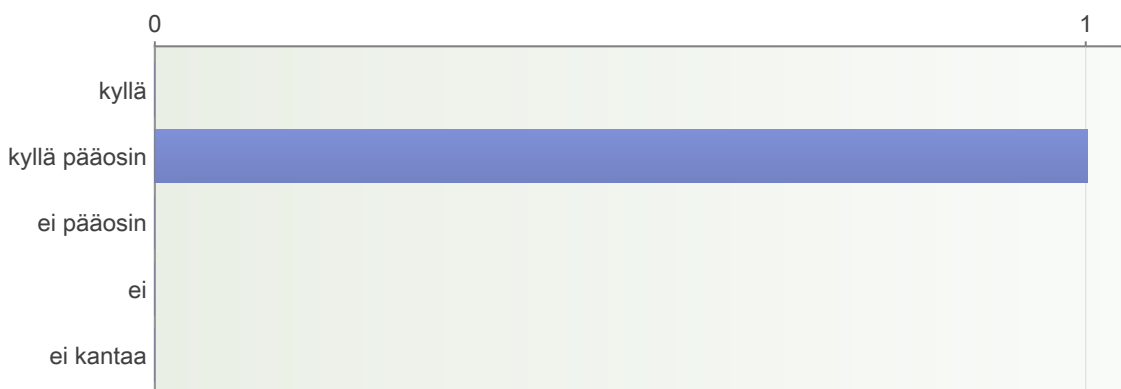 0 1
kyllä
kyllä pääosin
ei pääosin
ei
ei kantaa